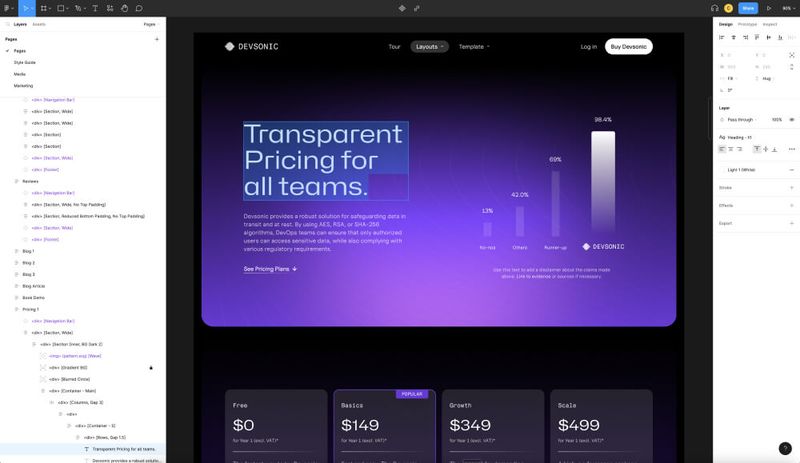 Pages
90%
Share
C
Layers
Assets
Pages
Pages
Pages
Style Guide
Media
Marketing
<div> [Navigation Bar]
<div> [Section, Wide]
<div> [Section, Wide]
<div> [Section]
<div> [Section]
<div> [Section, Wide]
<div> [Footer]
Reviews
<div> [Navigation Bar]
<div> [Section, Wide, No Top Padding]
<div> [Section, Reduced Bottom Padding, No Top Padding]
<div> [Section, Wide]
<div> [Footer]
Blog 1
Blog 2
Blog 3
Blog Article
Book Demo
Pricing 1
<div> [Navigation Bar]
<div> [Section, Wide]
<div> [Section Inner, BG Dark 2]
<img> (pattern.svg) [Wave]
<div> [Gradient BG]
<div> [Blurred Circle]
<div> [Container - Main]
<div> [Columns, Gap 3]
<div>
<div> [Container - S]
<div> [Rows, Gap 1.5]
Transparent Pricing for all teams.
Devsonic provides a robust solutio...
DEVSONIC
Tour
Layouts
Template
Log in
Buy Devsonic
Transparent
Pricing for
all teams.
Devsonic provides a robust solution for safeguarding data in
transit and at rest. By using AES, RSA, or SHA-256
algorithms, DevOps teams can ensure that only authorized
users can access sensitive data, while also complying with
various regulatory requirements.
See Pricing Plans ↓
98.4%
69%
42.0%
13%
No-nod
Others
Runner-up
DEVSONIC
Use this text to add a disclaimer about the claims made
above. Link to evidence or sources if necessary.
POPULAR
Free
$0
for Year 1 (excl. VAT)*
Basics
$149
for Year 1 (excl. VAT)*
Growth
$349
for Year 1 (excl. VAT)*
Scale
$499
for Year 1 (excl. VAT)*
Design
Prototype
Inspect
Fill
Hug
0°
Layer
Pass through
100%
Ag Heading - H1
Light 1 (White)
Stroke
Effects
Export
?